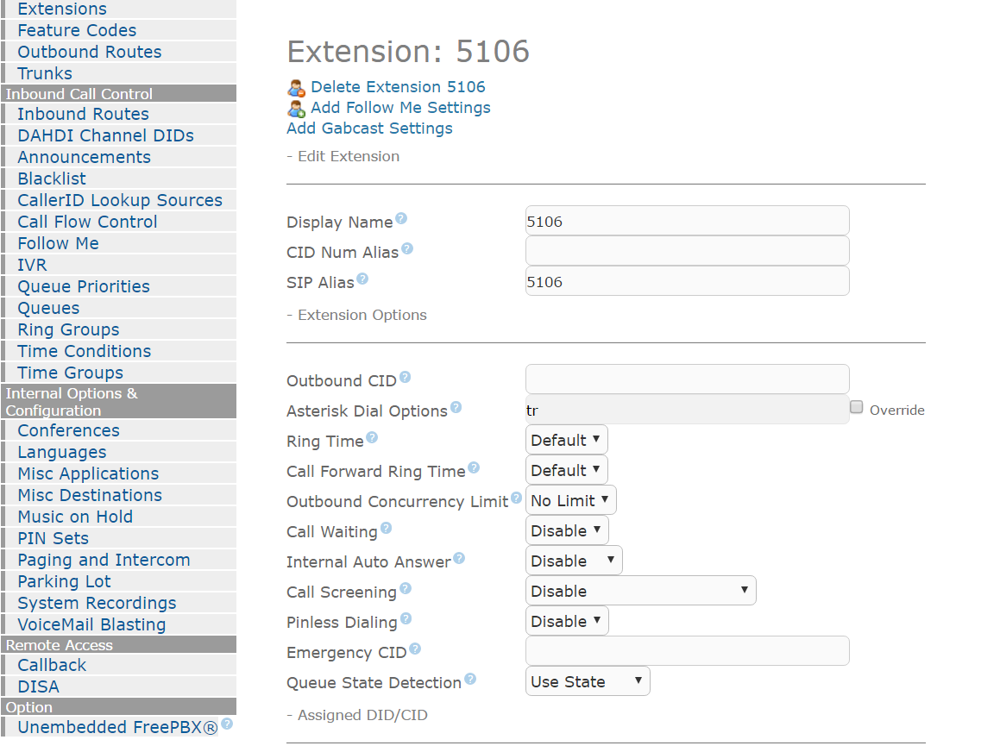 Extensions
Feature Codes
Outbound Routes
Trunks
Inbound Call Control
Inbound Routes
DAHDI Channel DIDs
Announcements
Blacklist
CallerID Lookup Sources
Call Flow Control
Follow Me
IVR
Queue Priorities
Queues
Ring Groups
Time Conditions
Time Groups
Internal Options &
Configuration
Conferences
Languages
Misc Applications
Misc Destinations
Music on Hold
PIN Sets
Paging and Intercom
Parking Lot
System Recordings
VoiceMail Blasting
Remote Access
Callback
DISA
Option
Unembedded FreePBX® ?
Extension: 5106
Delete Extension 5106
Add Follow Me Settings
Add Gabcast Settings
- Edit Extension
Display Name ? 5106
CID Num Alias ?
SIP Alias ? 5106
- Extension Options
Outbound CID ?
Asterisk Dial Options ? tr Override
Ring Time ? Default
Call Forward Ring Time ? Default
Outbound Concurrency Limit ? No Limit
Call Waiting ? Disable
Internal Auto Answer ? Disable
Call Screening ? Disable
Pinless Dialing ? Disable
Emergency CID ?
Queue State Detection ? Use State
- Assigned DID/CID